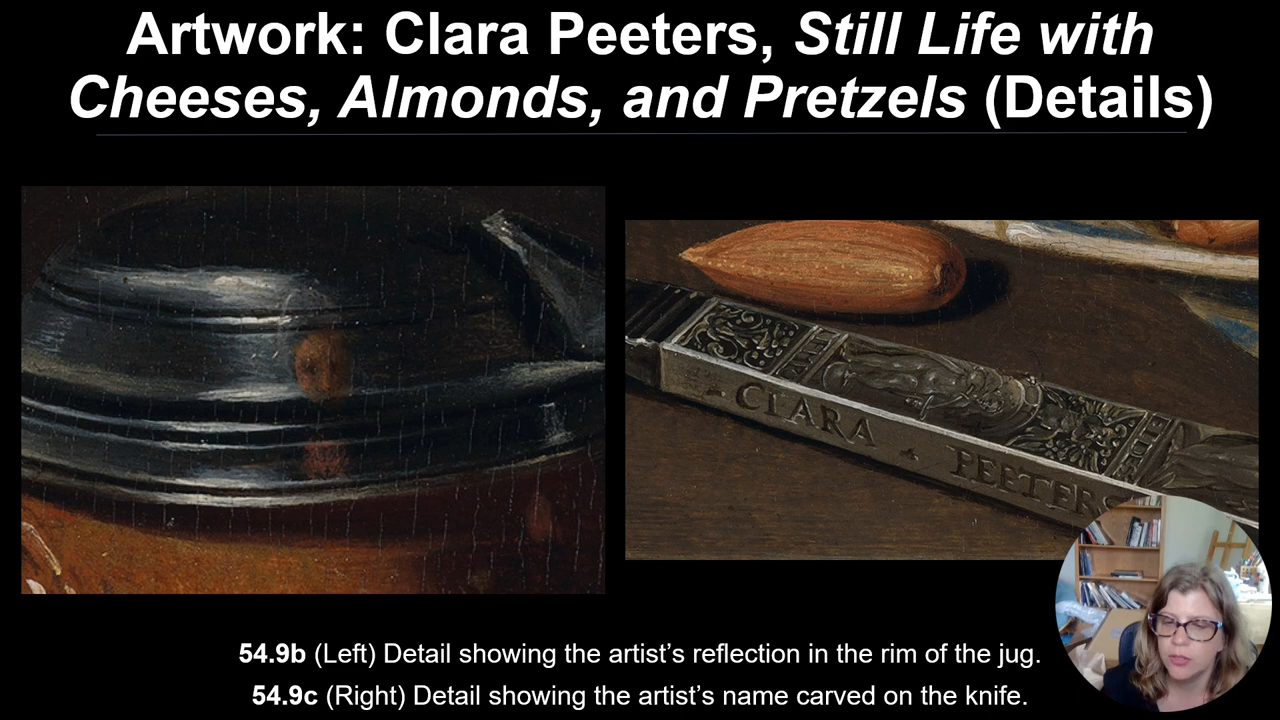 Artwork: Clara Peeters, Still Life with
Cheeses, Almonds, and Pretzels (Details)
CLARA PEETERS
54.9b (Left) Detail showing the artist’s reflection in the rim of the jug.
54.9c (Right) Detail showing the artist’s name carved on the knife.